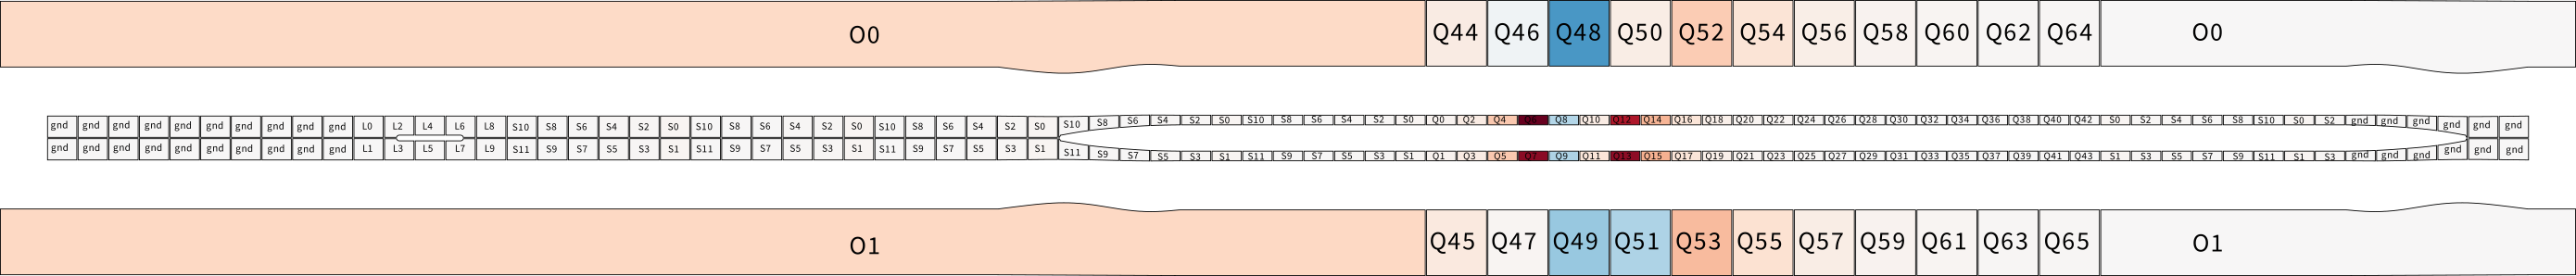 O0 Q44 Q46 Q48 Q50 Q52 Q54 Q56 Q58 Q60 Q62 Q64 O0
gnd gnd gnd gnd gnd gnd gnd gnd gnd gnd L0 L2 L4 L6 L8 S10 S8 S6 S4 S2 S0 S10 S8 S6 S4 S2 S0 S10 S8 S6 S4 S2 S0 S10 S8 S6 S4 S2 S0 S10 S8 S6 S4 S2 S0 Q0 Q2 Q4 Q6 Q8 Q10 Q12 Q14 Q16 Q18 Q20 Q22 Q24 Q26 Q28 Q30 Q32 Q34 Q36 Q38 Q40 Q42 S0 S2 S4 S6 S8 S10 S0 S2 gnd gnd gnd gnd gnd gnd
gnd gnd gnd gnd gnd gnd gnd gnd gnd gnd L1 L3 L5 L7 L9 S11 S9 S7 S5 S3 S1 S11 S9 S7 S5 S3 S1 S11 S9 S7 S5 S3 S1 S11 S9 S7 S5 S3 S1 S11 S9 S7 S5 S3 S1 Q1 Q3 Q5 Q7 Q9 Q11 Q13 Q15 Q17 Q19 Q21 Q23 Q25 Q27 Q29 Q31 Q33 Q35 Q37 Q39 Q41 Q43 S1 S3 S5 S7 S9 S11 S1 S3 gnd gnd gnd gnd gnd gnd
O1 Q45 Q47 Q49 Q51 Q53 Q55 Q57 Q59 Q61 Q63 Q65 O1